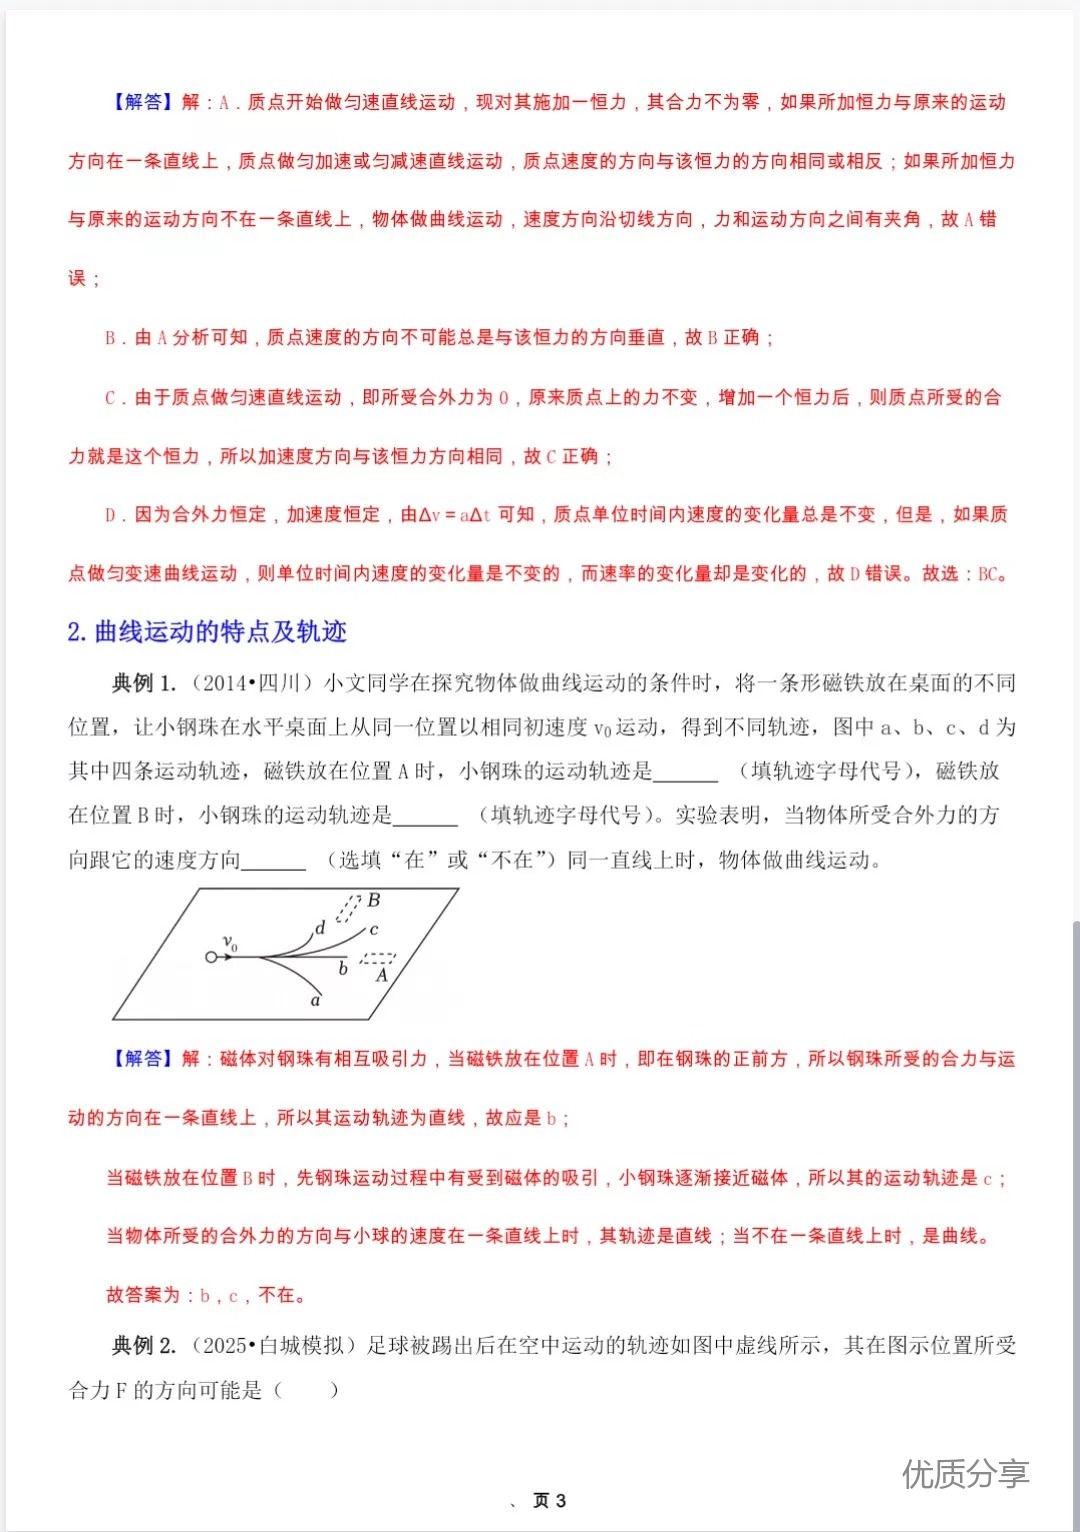 【解答】解：A．质点开始做匀速直线运动，现对其施加一恒力，其合力不为零，如果所加恒力与原来的运动
方向在一条直线上，质点做匀加速或匀减速直线运动，质点速度的方向与该恒力的方向相同或相反；如果所加恒力
与原来的运动方向不在一条直线上，物体做曲线运动，速度方向沿切线方向，力和运动方向之间有夹角，故 A 错
误；
B．由 A 分析可知，质点速度的方向不可能总是与该恒力的方向垂直，故 B 正确；
C．由于质点做匀速直线运动，即所受合外力为 0，原来质点上的力不变，增加一个恒力后，则质点所受的合
力就是这个恒力，所以加速度方向与该恒力方向相同，故 C 正确；
D．因为合外力恒定，加速度恒定，由Δv＝aΔt 可知，质点单位时间内速度的变化量总是不变，但是，如果质
点做匀变速曲线运动，则单位时间内速度的变化量是不变的，而速率的变化量却是变化的，故 D 错误。故选：BC。
2.曲线运动的特点及轨迹
典例 1.（2014•四川）小文同学在探究物体做曲线运动的条件时，将一条形磁铁放在桌面的不同
位置，让小钢珠在水平桌面上从同一位置以相同初速度 v₀运动，得到不同轨迹，图中 a、b、c、d 为
其中四条运动轨迹，磁铁放在位置 A 时，小钢珠的运动轨迹是______ （填轨迹字母代号），磁铁放
在位置 B 时，小钢珠的运动轨迹是______ （填轨迹字母代号）。实验表明，当物体所受合外力的方
向跟它的速度方向______ （选填“在”或“不在”）同一直线上时，物体做曲线运动。
B
d
c
v₀
b
A
a
【解答】解：磁体对钢珠有相互吸引力，当磁铁放在位置 A 时，即在钢珠的正前方，所以钢珠所受的合力与运
动的方向在一条直线上，所以其运动轨迹为直线，故应是 b；
当磁铁放在位置 B 时，先钢珠运动过程中有受到磁体的吸引，小钢珠逐渐接近磁体，所以其的运动轨迹是 c；
当物体所受的合外力的方向与小球的速度在一条直线上时，其轨迹是直线；当不在一条直线上时，是曲线。
故答案为：b，c，不在。
典例 2.（2025•白城模拟）足球被踢出后在空中运动的轨迹如图中虚线所示，其在图示位置所受
合力 F 的方向可能是（　　）
优质分享
、 页 3